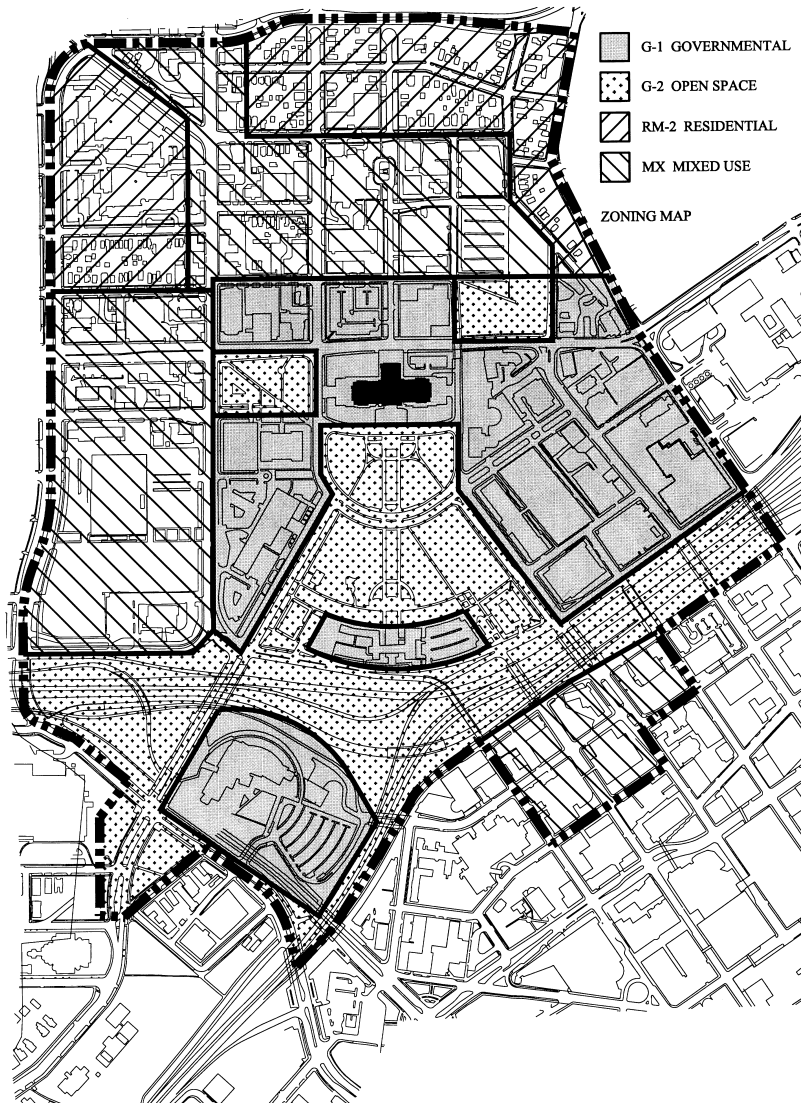 G-1 GOVERNMENTAL
G-2 OPEN SPACE
RM-2 RESIDENTIAL
MX MIXED USE
ZONING MAP